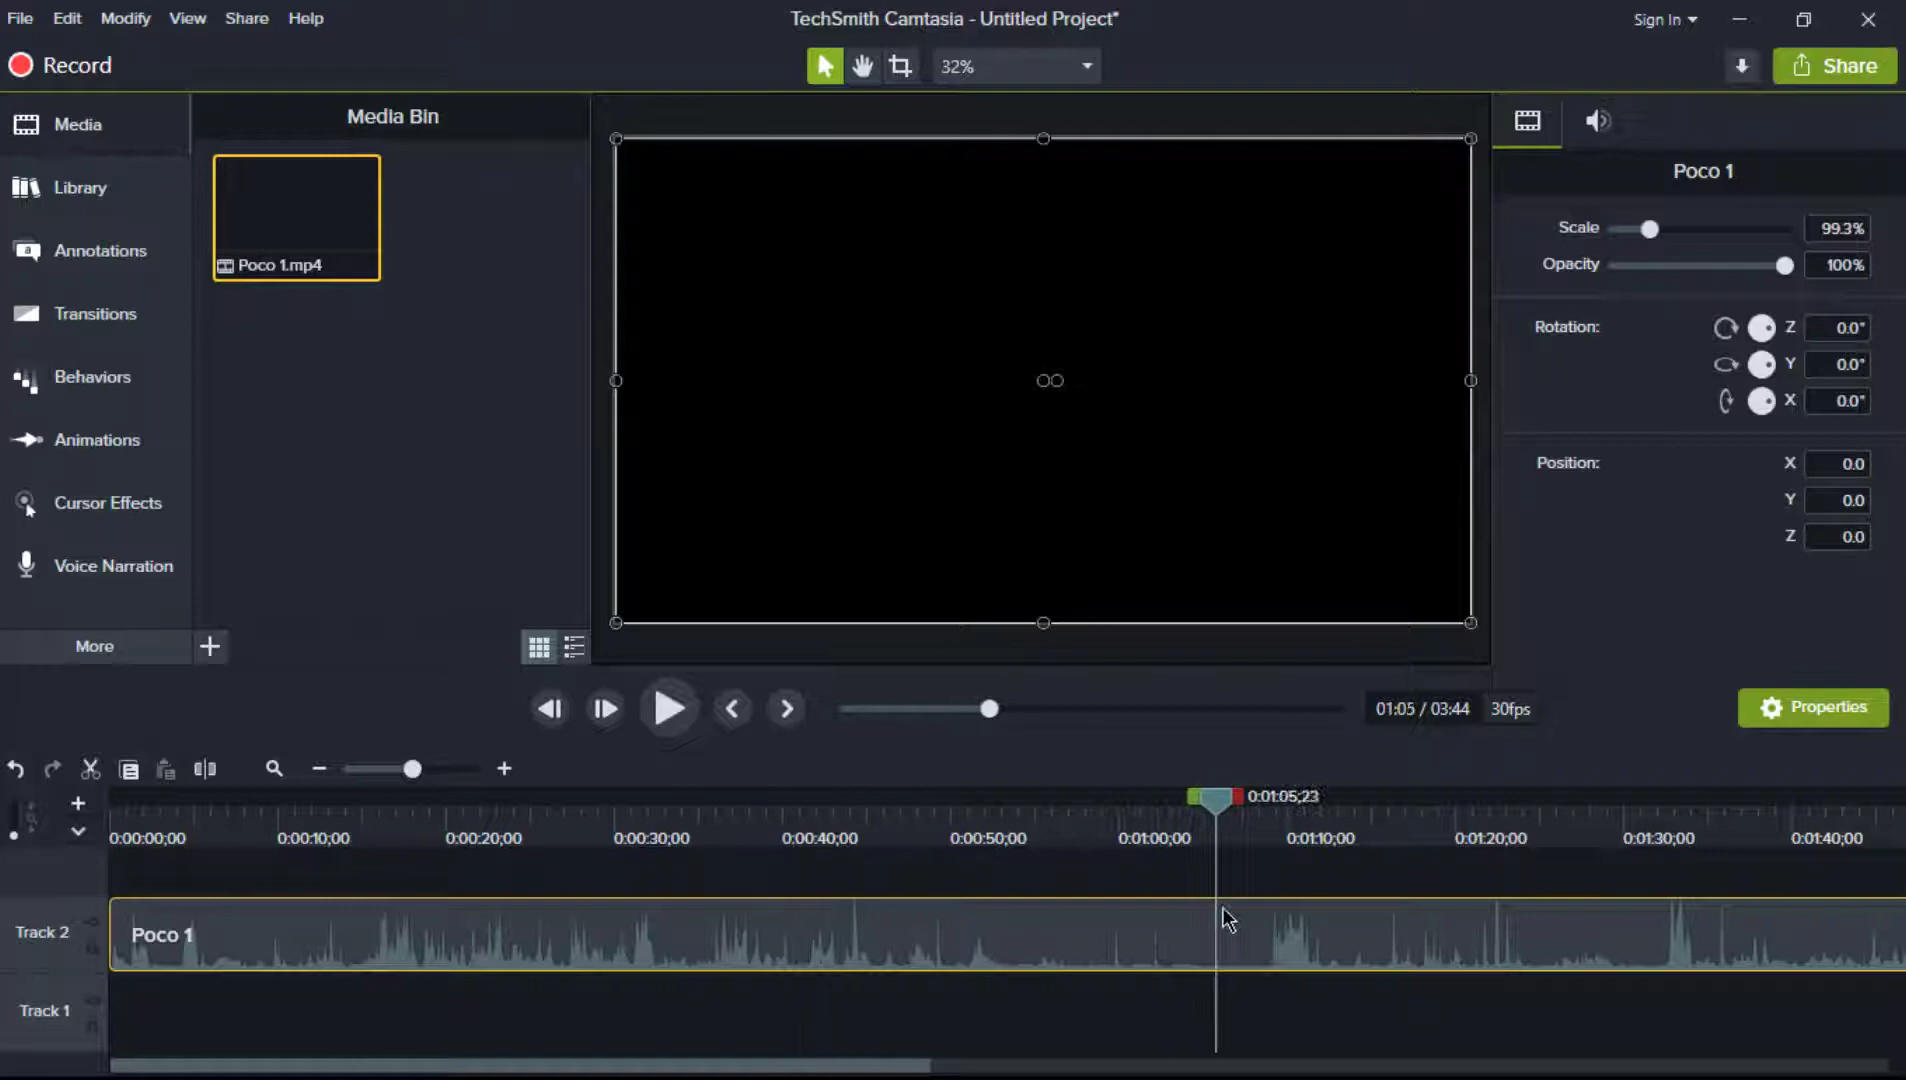 File Edit Modify View Share Help
TechSmith Camtasia - Untitled Project*
Sign In
Record
32%
Share
Media
Library
Annotations
Transitions
Behaviors
Animations
Cursor Effects
Voice Narration
More
Media Bin
Poco 1.mp4
Poco 1
Scale 99.3%
Opacity 100%
Rotation: Z 0.0°
Y 0.0°
X 0.0°
Position: X 0.0
Y 0.0
Z 0.0
01:05 / 03:44 30fps
Properties
0:01:05;23
0:00:00;00 0:00:10;00 0:00:20;00 0:00:30;00 0:00:40;00 0:00:50;00 0:01:00;00 0:01:10;00 0:01:20;00 0:01:30;00 0:01:40;00
Track 2
Poco 1
Track 1